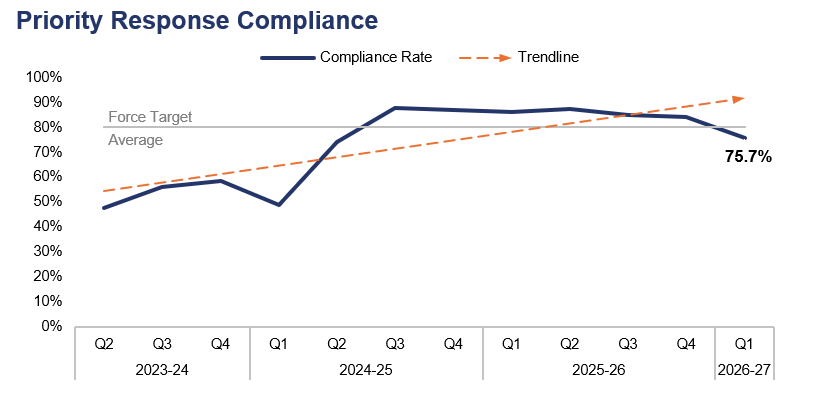 Priority Response Compliance
Compliance Rate Trendline
100%
90%
Force Target
80%
Average
70%
75.7%
60%
50%
40%
30%
20%
10%
0%
Q2 Q3 Q4 Q1 Q2 Q3 Q4 Q1 Q2 Q3 Q4 Q1
2023-24 2024-25 2025-26 2026-27